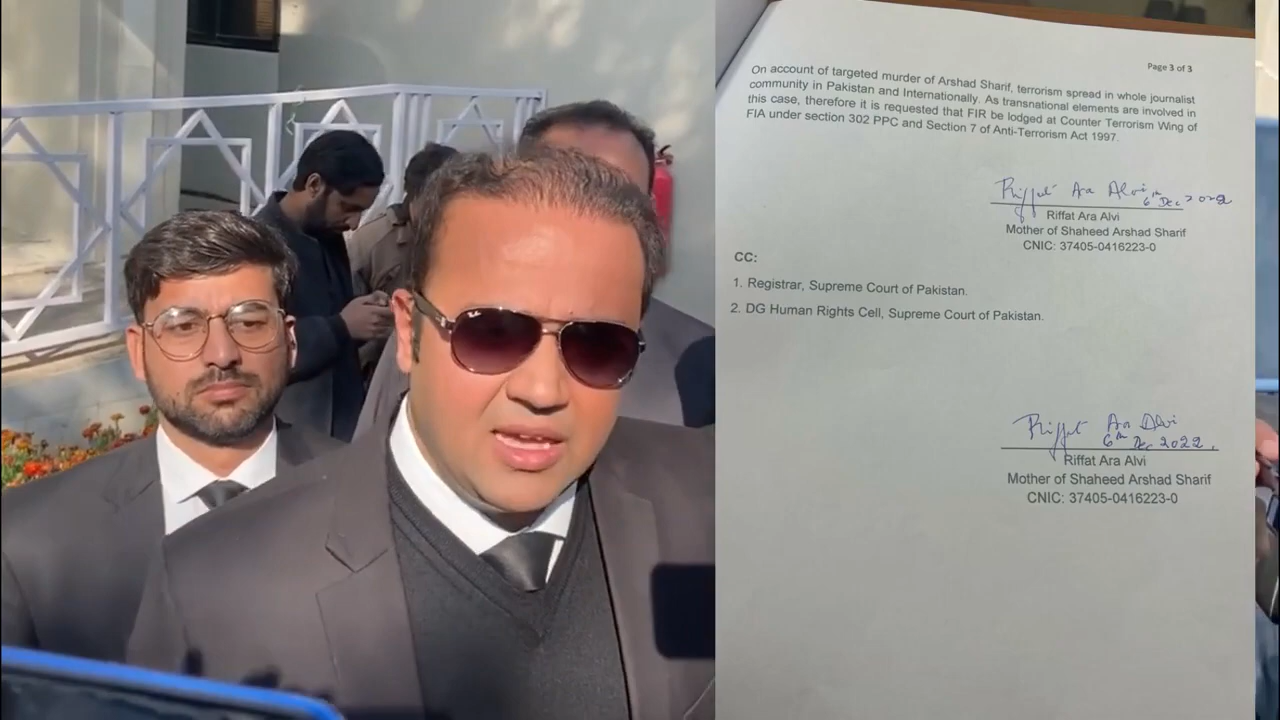 Page 3 of 3
On account of targeted murder of Arshad Sharif, terrorism spread in whole journalist
community in Pakistan and Internationally. As transnational elements are involved in
this case, therefore it is requested that FIR be lodged at Counter Terrorism Wing of
FIA under section 302 PPC and Section 7 of Anti-Terrorism Act 1997.
Riffat Ara Alvi
6th Dec 2022
Riffat Ara Alvi
Mother of Shaheed Arshad Sharif
CNIC: 37405-0416223-0
CC:
1. Registrar, Supreme Court of Pakistan.
2. DG Human Rights Cell, Supreme Court of Pakistan.
Riffat Ara Alvi
6th Dec 2022.
Riffat Ara Alvi
Mother of Shaheed Arshad Sharif
CNIC: 37405-0416223-0